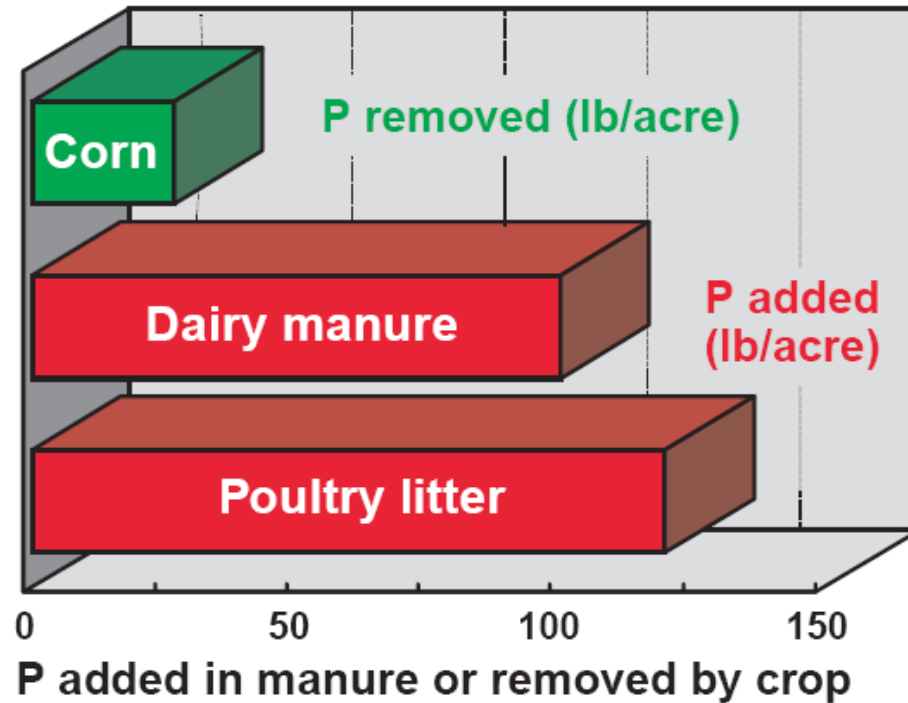 Corn
P removed (lb/acre)
Dairy manure
P added
(lb/acre)
Poultry litter
0 50 100 150
P added in manure or removed by crop